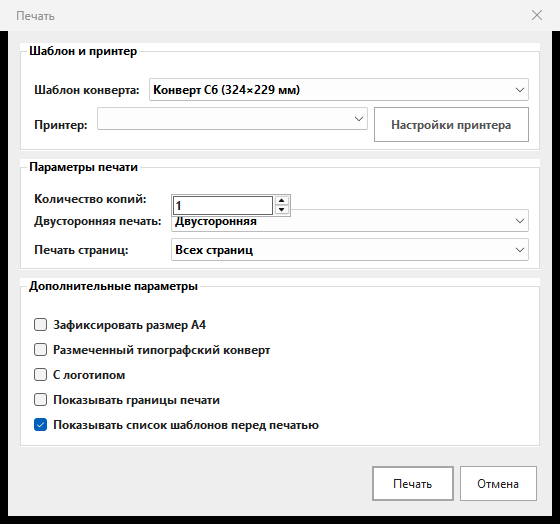 Печать
Шаблон и принтер
Шаблон конверта: Конверт C6 (324×229 мм)
Принтер: Настройки принтера
Параметры печати
Количество копий: 1
Двусторонняя печать: Двусторонняя
Печать страниц: Всех страниц
Дополнительные параметры
Зафиксировать размер A4
Размеченный типографский конверт
С логотипом
Показывать границы печати
Показывать список шаблонов перед печатью
Печать Отмена